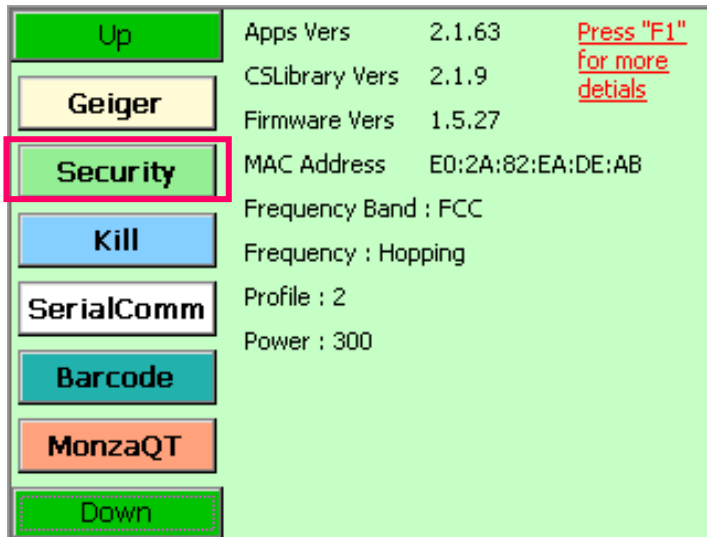 Up
Geiger
Security
Kill
SerialComm
Barcode
MonzaQT
Down
Apps Vers 2.1.63
CSLibrary Vers 2.1.9
Firmware Vers 1.5.27
MAC Address E0:2A:82:EA:DE:AB
Frequency Band : FCC
Frequency : Hopping
Profile : 2
Power : 300
Press "F1"
for more
detials